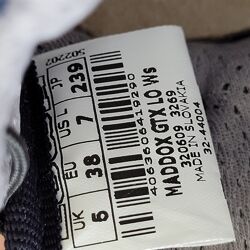 502202
JP 239
US L 7
EU 38
UK 5
4063606419290
MADDOX GTX LO Ws
320609 3269
MADE IN SLOVAKIA
32-44004